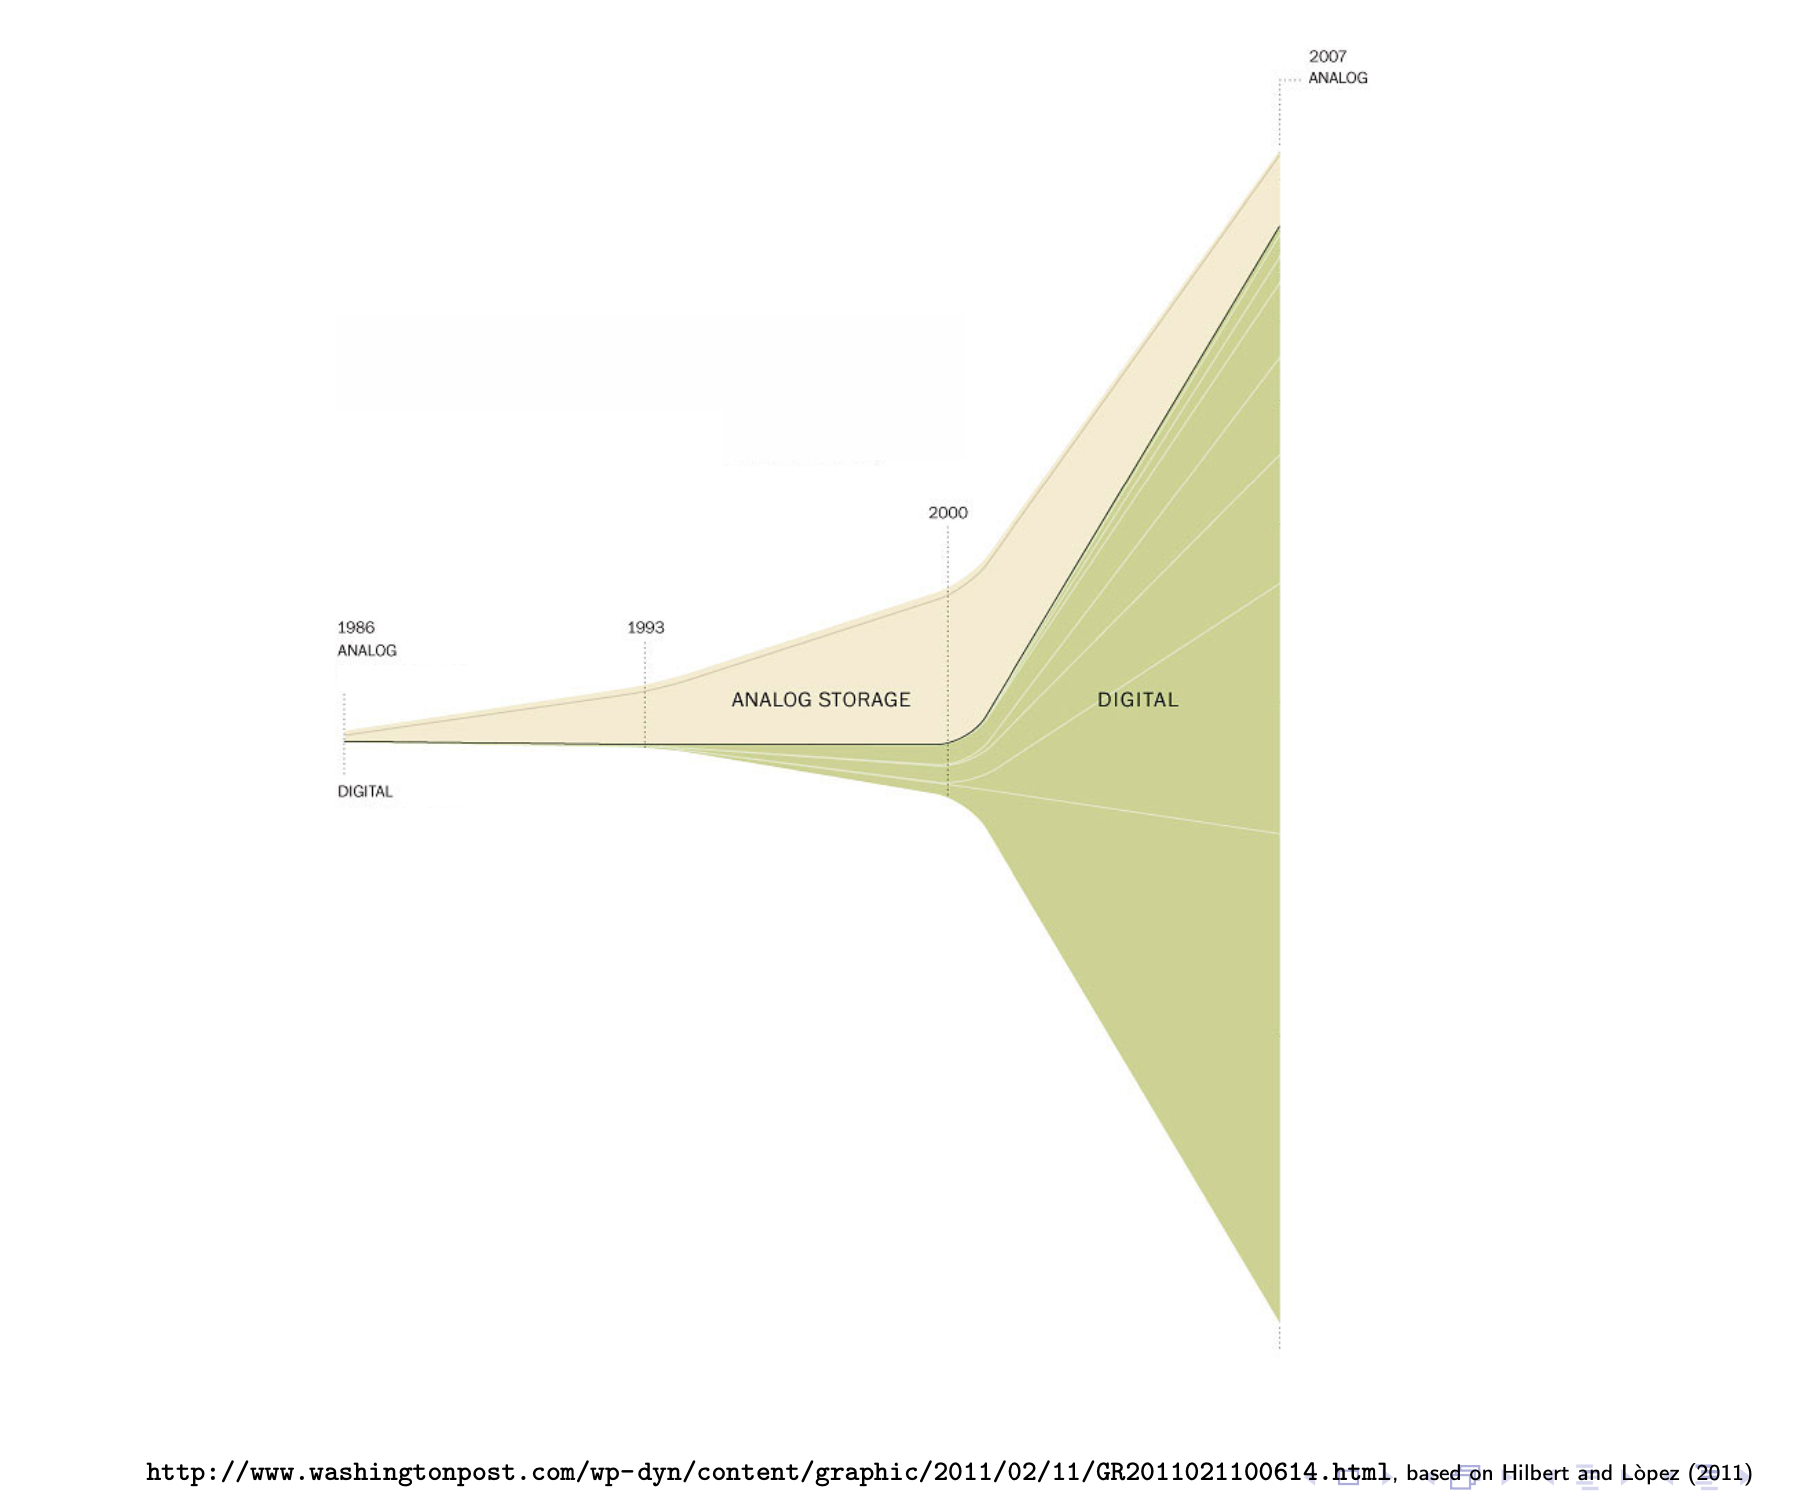 2007
ANALOG
2000
1986
ANALOG
1993
ANALOG STORAGE
DIGITAL
DIGITAL
http://www.washingtonpost.com/wp-dyn/content/graphic/2011/02/11/GR2011021100614.html, based on Hilbert and Lòpez (2011)